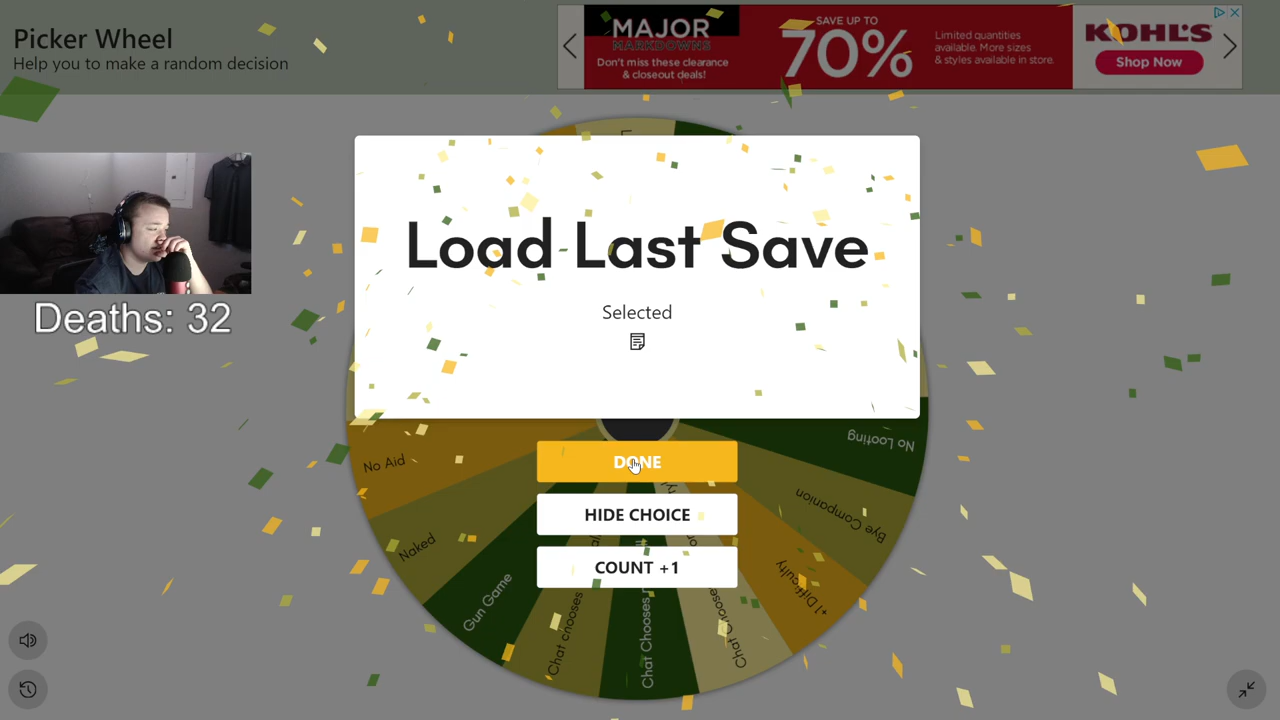 Picker Wheel
Help you to make a random decision
MAJOR
MARKDOWNS
Don't miss these clearance
& closeout deals!
SAVE UP TO
70%
Limited quantities
available. More sizes
& styles available in store.
KOHL'S
Shop Now
Load Last Save
Selected
Deaths: 32
DONE
HIDE CHOICE
COUNT +1
No Aid
Naked
Gun Game
Chat chooses
Chat Chooses
Chat Choose
+1 Difficulty
Bye Companion
No Looting